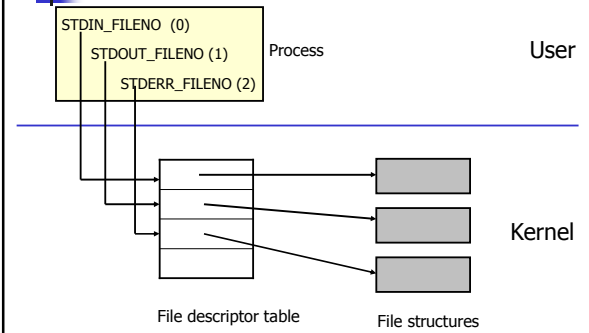 STDIN_FILENO (0)
STDOUT_FILENO (1)
STDERR_FILENO (2)
Process
User
Kernel
File descriptor table
File structures